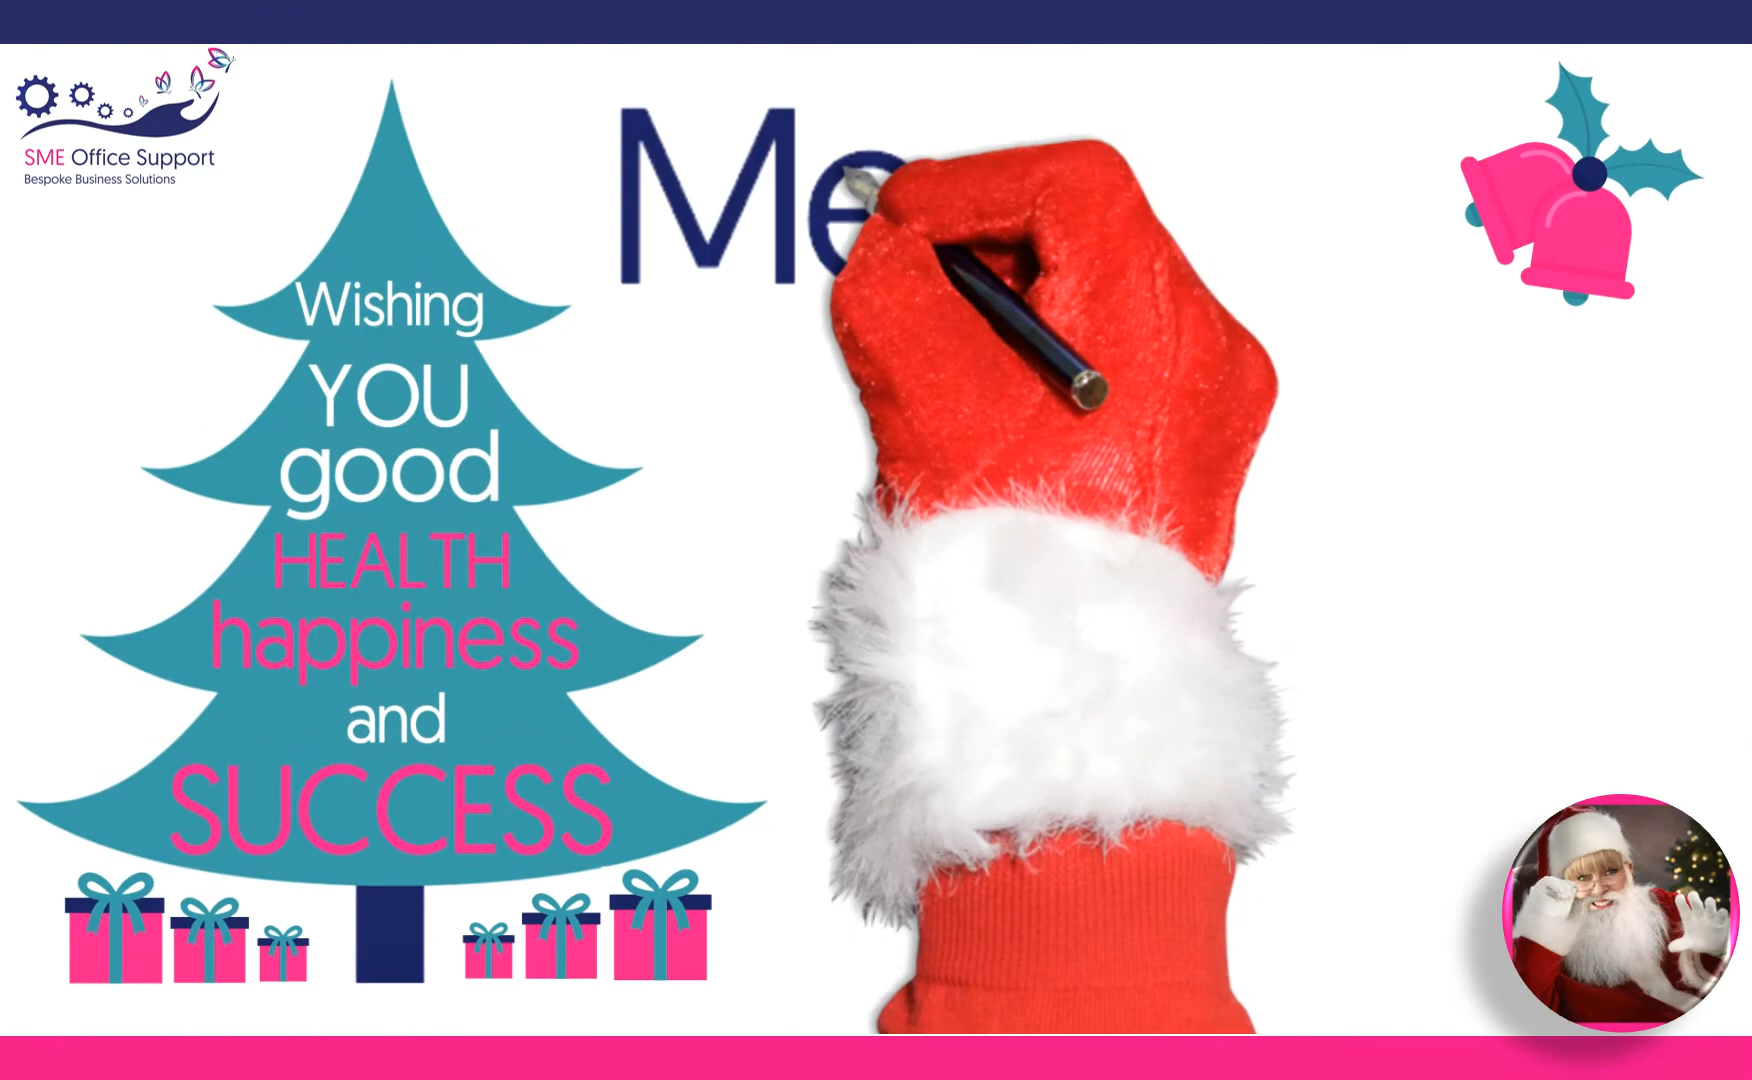 SME Office Support
Bespoke Business Solutions
Wishing
YOU
good
HEALTH
happiness
and
SUCCESS
Me